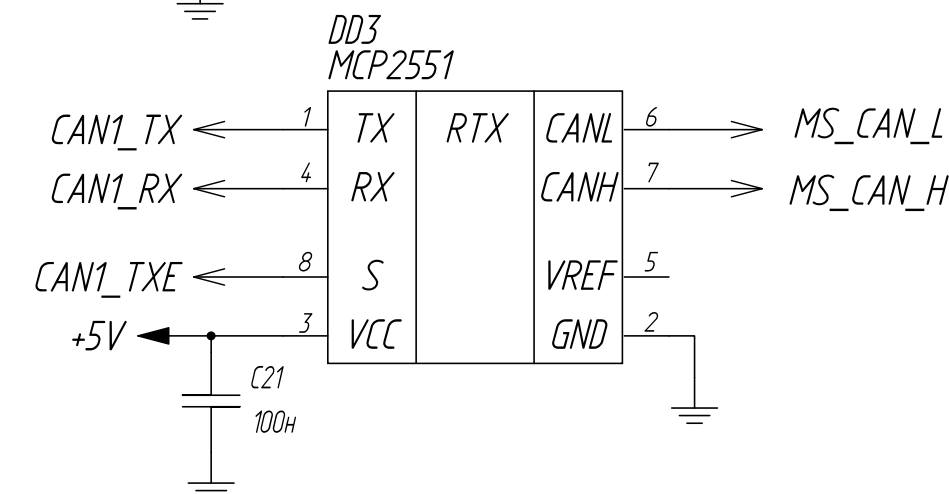 DD3
MCP2551
CAN1_TX 1 TX RTX CANL 6 MS_CAN_L
CAN1_RX 4 RX CANH 7 MS_CAN_H
CAN1_TXE 8 S VREF 5
+5V 3 VCC GND 2
C21
100н